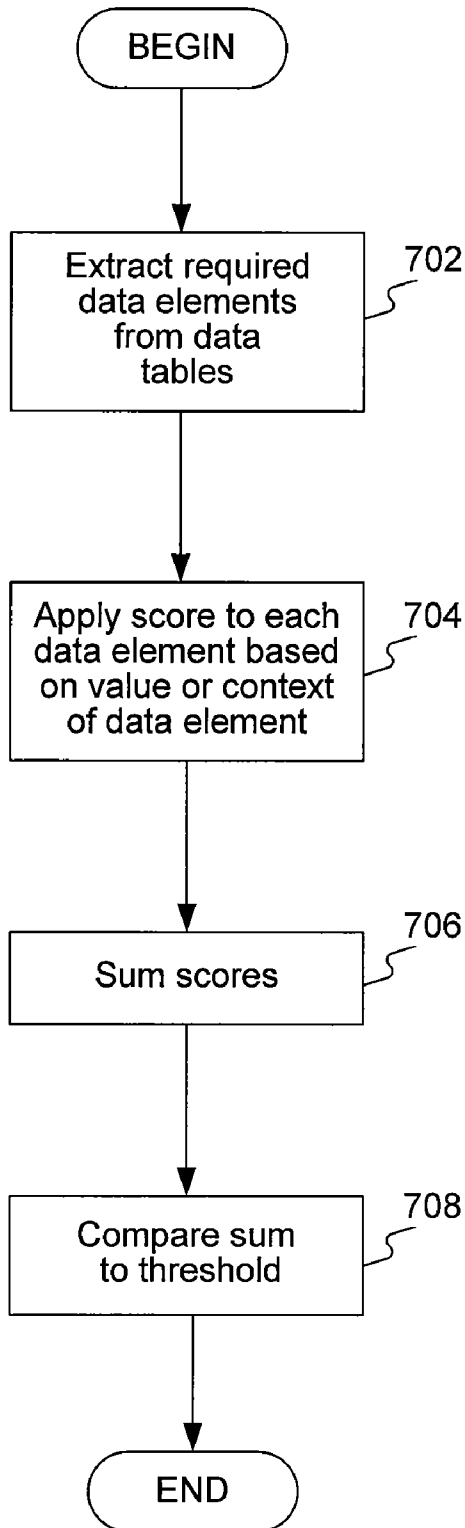 BEGIN
Extract required
data elements
from data
tables
702
Apply score to each
data element based
on value or context
of data element
704
Sum scores
706
Compare sum
to threshold
708
END